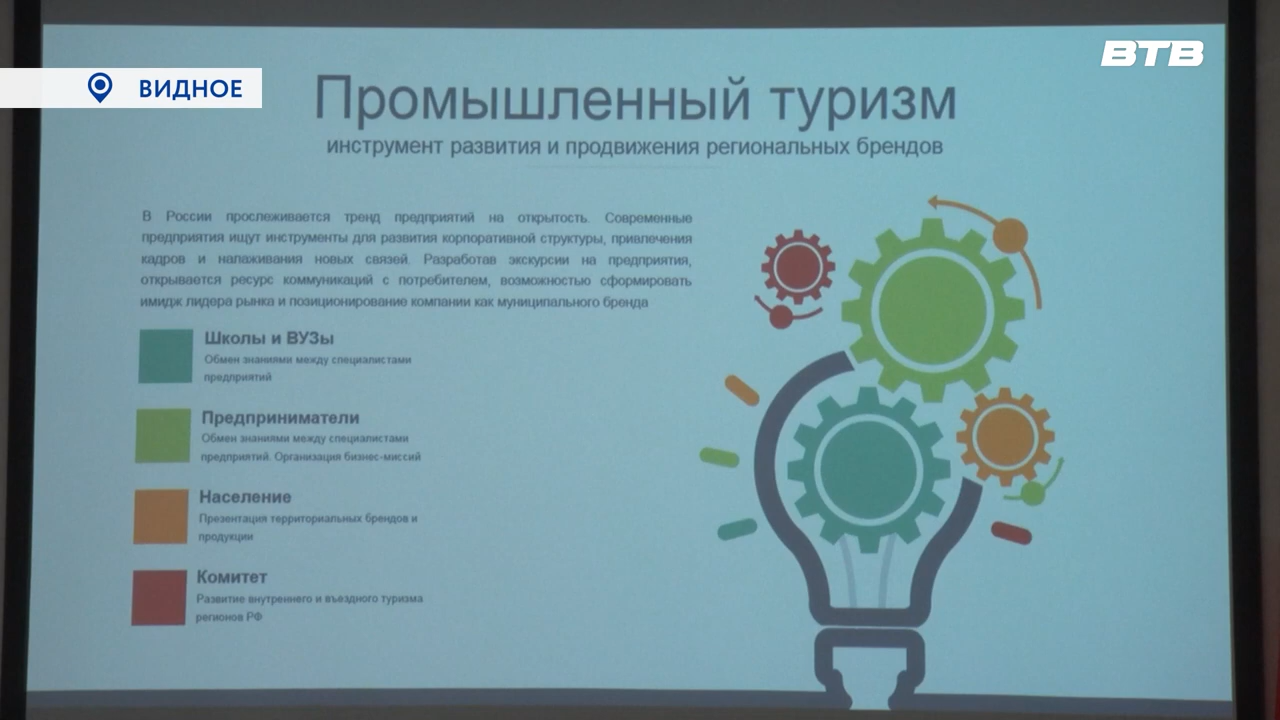 ВТВ
ВИДНОЕ
Промышленный туризм
инструмент развития и продвижения региональных брендов
В России прослеживается тренд предприятий на открытость. Современные
предприятия ищут инструменты для развития корпоративной структуры, привлечения
кадров и налаживания новых связей. Разработав экскурсии на предприятия,
открывается ресурс коммуникаций с потребителем, возможностью сформировать
имидж лидера рынка и позиционирование компании как муниципального бренда
Школы и ВУЗы
Обмен знаниями между специалистами
предприятий
Предприниматели
Обмен знаниями между специалистами
предприятий. Организация бизнес-миссий
Население
Презентация территориальных брендов и
продукции
Комитет
Развитие внутреннего и въездного туризма
регионов РФ